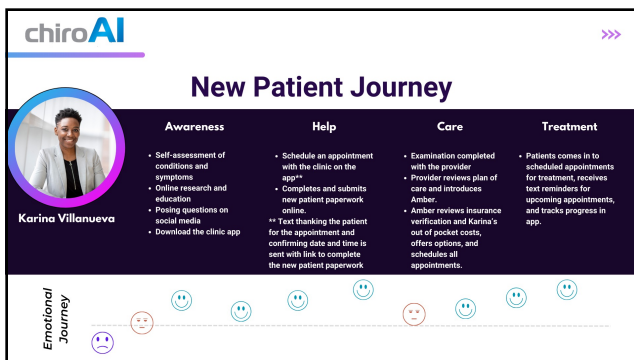 chiroAI
>>>
New Patient Journey
Karina Villanueva
Awareness
• Self-assessment of
conditions and
symptoms
• Online research and
education
• Posing questions on
social media
• Download the clinic app
Help
• Schedule an appointment
with the clinic on the
app**
• Completes and submits
new patient paperwork
online.
** Text thanking the patient
for the appointment and
confirming date and time is
sent with link to complete
the new patient paperwork
Care
• Examination completed
with the provider
• Provider reviews plan of
care and introduces
Amber.
• Amber reviews insurance
verification and Karina's
out of pocket costs,
offers options, and
schedules all
appointments.
Treatment
• Patients comes in to
scheduled appointments
for treatment, receives
text reminders for
upcoming appointments,
and tracks progress in
app.
Emotional
Journey